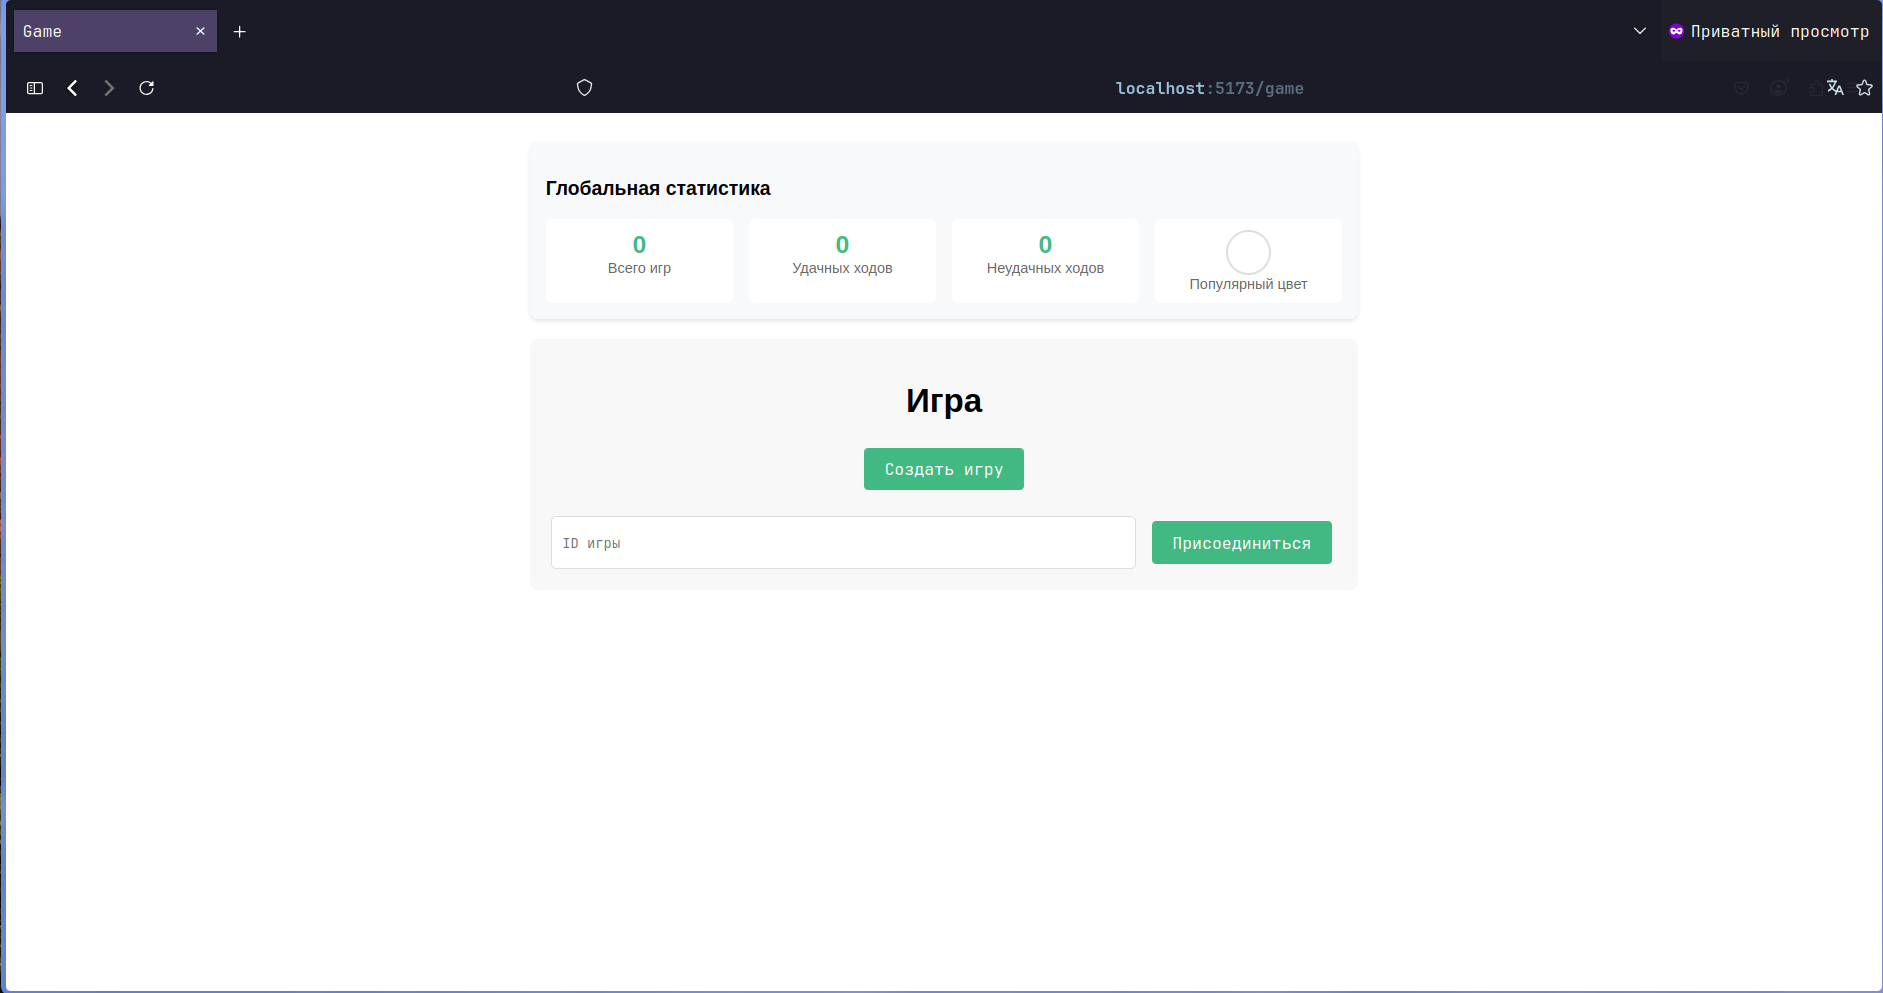 Game
Приватный просмотр
localhost:5173/game
Глобальная статистика
0
Всего игр
0
Удачных ходов
0
Неудачных ходов
Популярный цвет
Игра
Создать игру
ID игры
Присоединиться